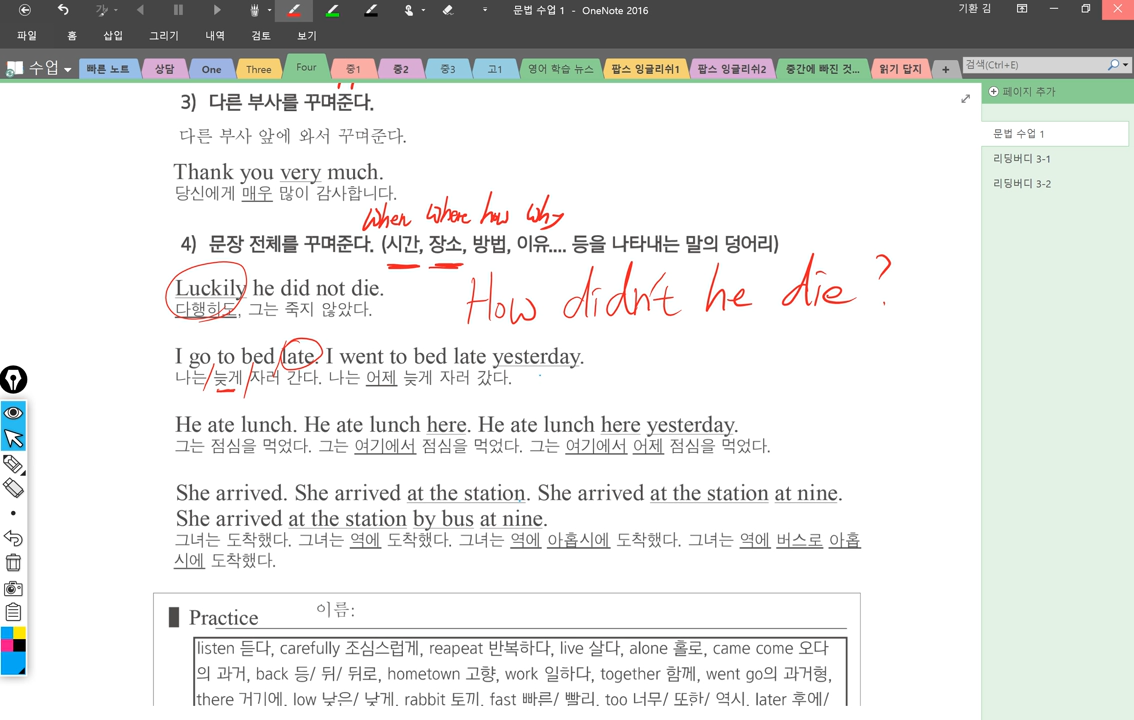 문법 수업 1 - OneNote 2016
기환 김
파일 홈 삽입 그리기 내역 검토 보기
수업 빠른 노트 상담 One Three Four 중1 중2 중3 고1 영어 학습 뉴스 팝스 잉글리쉬1 팝스 잉글리쉬2 중간에 빠진 것... 읽기 답지 + 검색(Ctrl+E)
페이지 추가
문법 수업 1
리딩버디 3-1
리딩버디 3-2
3) 다른 부사를 꾸며준다.
다른 부사 앞에 와서 꾸며준다.
Thank you very much.
당신에게 매우 많이 감사합니다.
When where how why
4) 문장 전체를 꾸며준다. (시간, 장소, 방법, 이유.... 등을 나타내는 말의 덩어리)
Luckily he did not die.
다행히도, 그는 죽지 않았다.
How didn't he die?
I go to bed late. I went to bed late yesterday.
나는 늦게 자러 간다. 나는 어제 늦게 자러 갔다.
He ate lunch. He ate lunch here. He ate lunch here yesterday.
그는 점심을 먹었다. 그는 여기에서 점심을 먹었다. 그는 여기에서 어제 점심을 먹었다.
She arrived. She arrived at the station. She arrived at the station at nine.
She arrived at the station by bus at nine.
그녀는 도착했다. 그녀는 역에 도착했다. 그녀는 역에 아홉시에 도착했다. 그녀는 역에 버스로 아홉
시에 도착했다.
Practice 이름:
listen 듣다, carefully 조심스럽게, reapeat 반복하다, live 살다, alone 홀로, came come 오다
의 과거, back 등/ 뒤/ 뒤로, hometown 고향, work 일하다, together 함께, went go의 과거형,
there 거기에, low 낮은/ 낮게, rabbit 토끼, fast 빠른/ 빨리, too 너무/ 또한/ 역시, later 후에/